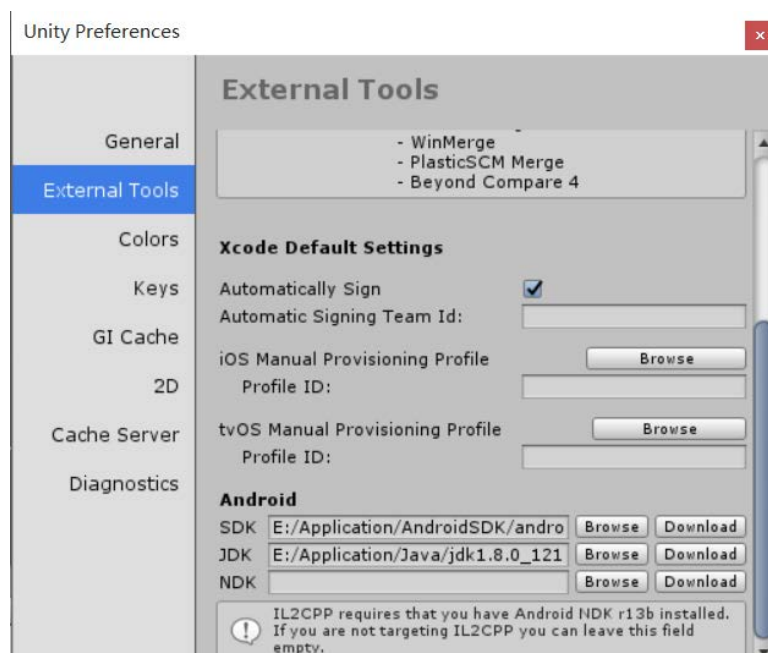 Unity Preferences
×
External Tools
General
External Tools
Colors
Keys
GI Cache
2D
Cache Server
Diagnostics
- WinMerge
- PlasticSCM Merge
- Beyond Compare 4
Xcode Default Settings
Automatically Sign
Automatic Signing Team Id:
iOS Manual Provisioning Profile Browse
Profile ID:
tvOS Manual Provisioning Profile Browse
Profile ID:
Android
SDK E:/Application/AndroidSDK/andro Browse Download
JDK E:/Application/Java/jdk1.8.0_121 Browse Download
NDK Browse Download
IL2CPP requires that you have Android NDK r13b installed.
If you are not targeting IL2CPP you can leave this field
empty.